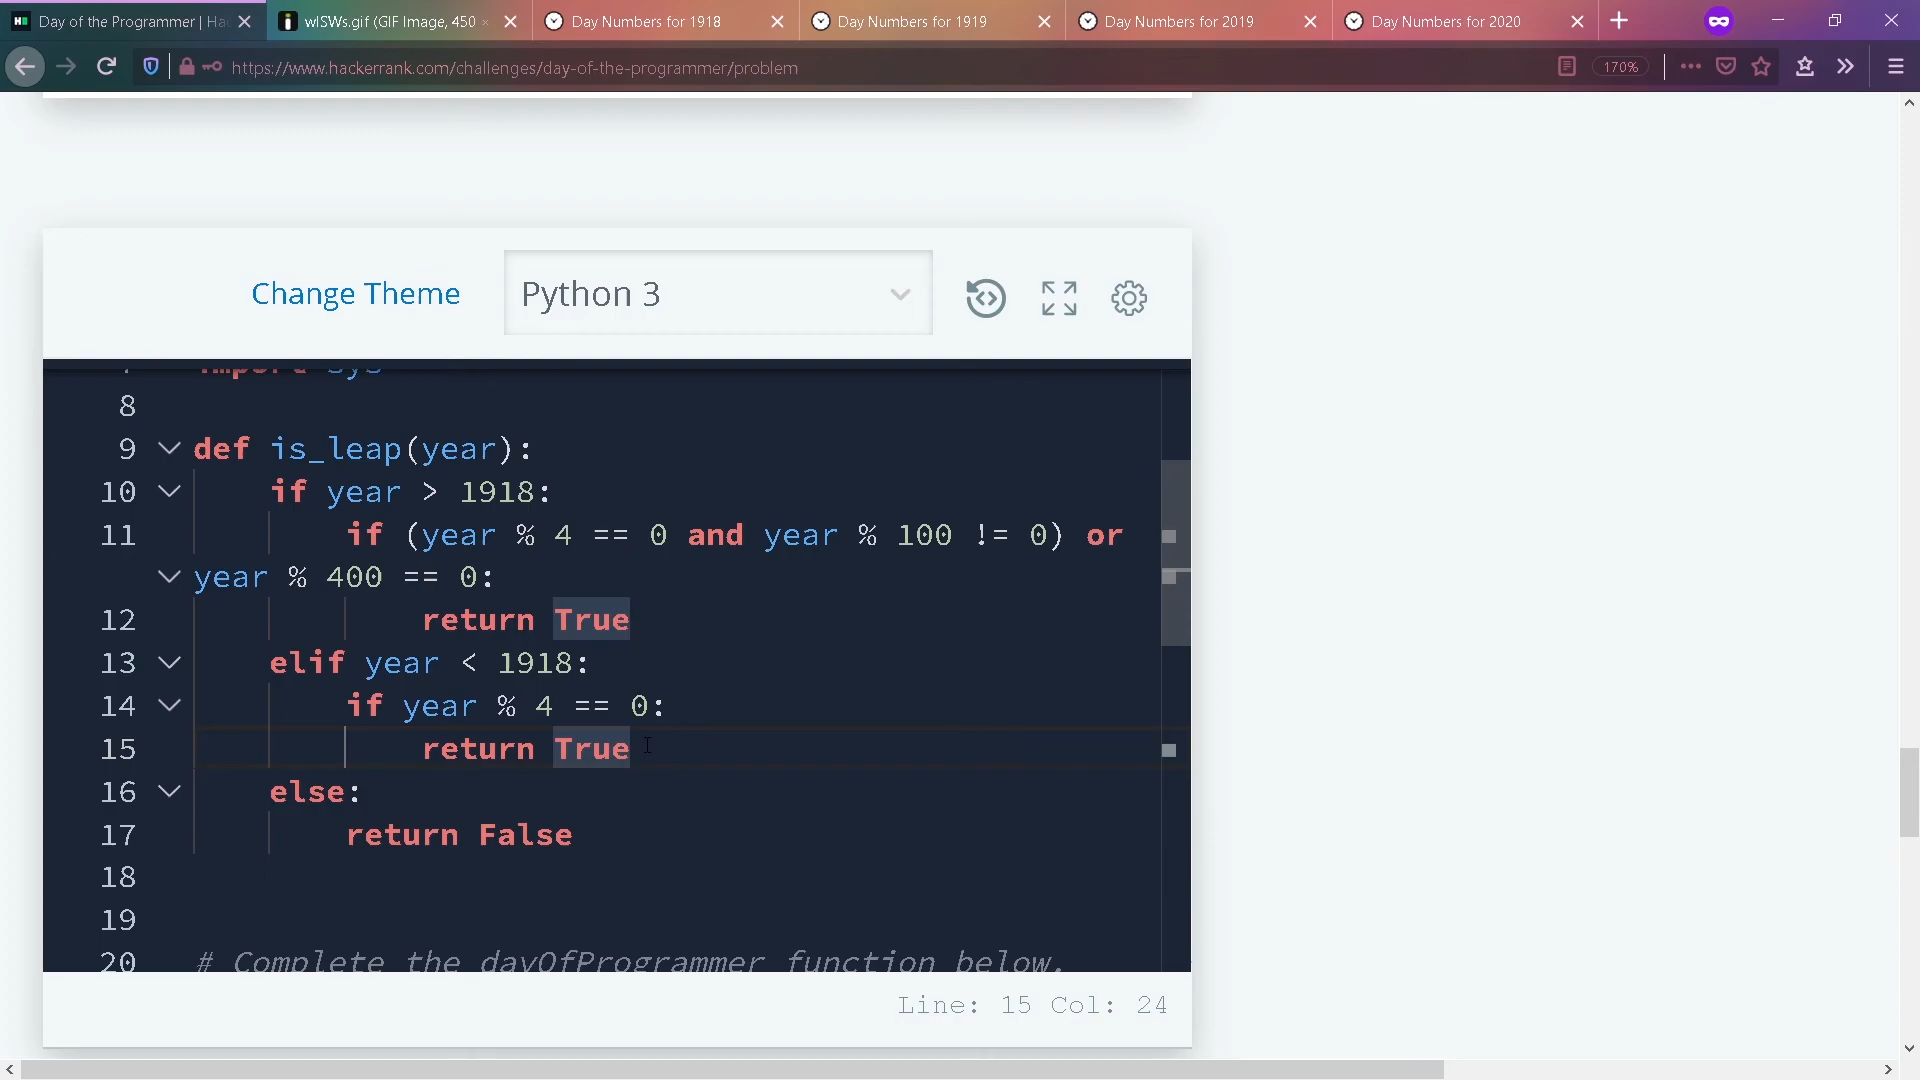 Day of the Programmer | Ha
wlSWs.gif (GIF Image, 450 ×
Day Numbers for 1918
Day Numbers for 1919
Day Numbers for 2019
Day Numbers for 2020
https://www.hackerrank.com/challenges/day-of-the-programmer/problem
170%
Change Theme
Python 3
import sys
8
9 def is_leap(year):
10 if year > 1918:
11 if (year % 4 == 0 and year % 100 != 0) or
year % 400 == 0:
12 return True
13 elif year < 1918:
14 if year % 4 == 0:
15 return True
16 else:
17 return False
18
19
20 # Complete the dayOfProgrammer function below.
Line: 15 Col: 24